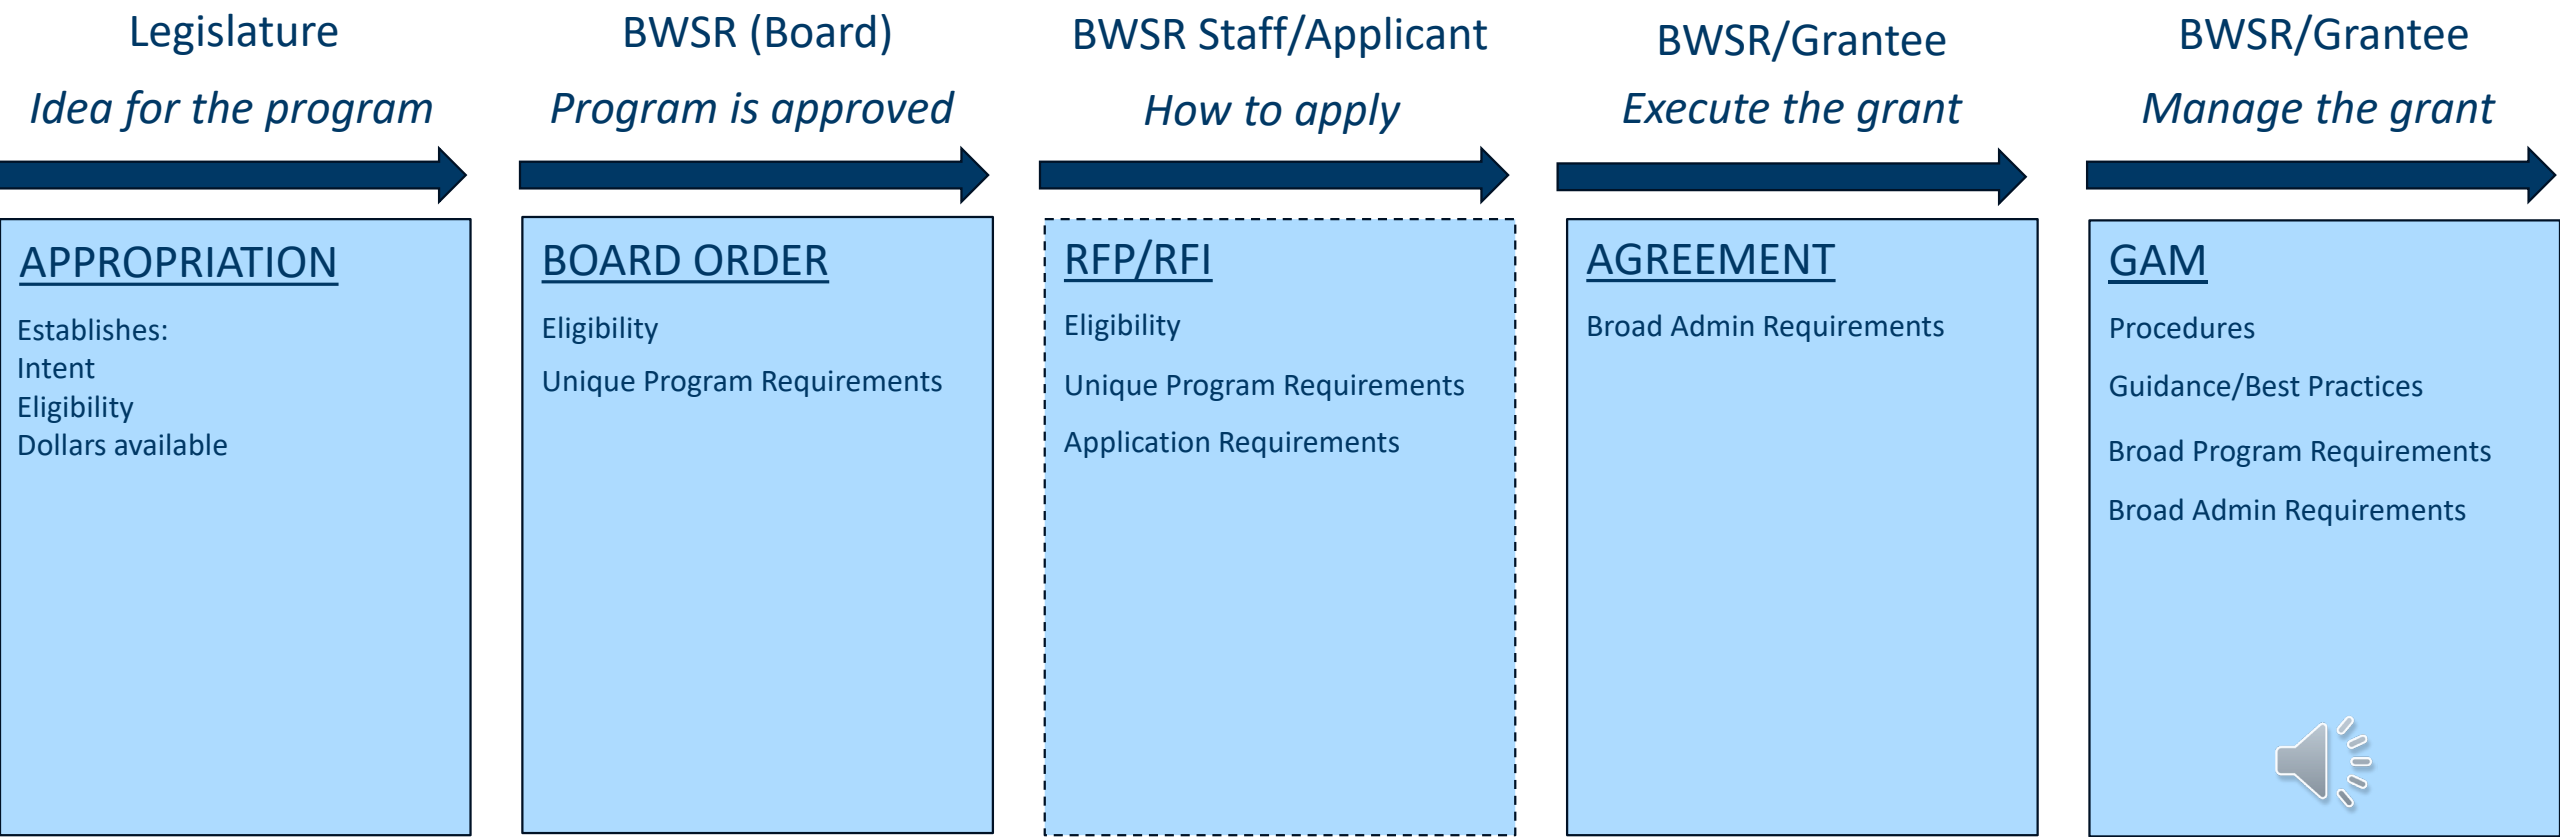 Legislature
Idea for the program
APPROPRIATION
Establishes:
Intent
Eligibility
Dollars available
BWSR (Board)
Program is approved
BOARD ORDER
Eligibility
Unique Program Requirements
BWSR Staff/Applicant
How to apply
RFP/RFI
Eligibility
Unique Program Requirements
Application Requirements
BWSR/Grantee
Execute the grant
AGREEMENT
Broad Admin Requirements
BWSR/Grantee
Manage the grant
GAM
Procedures
Guidance/Best Practices
Broad Program Requirements
Broad Admin Requirements